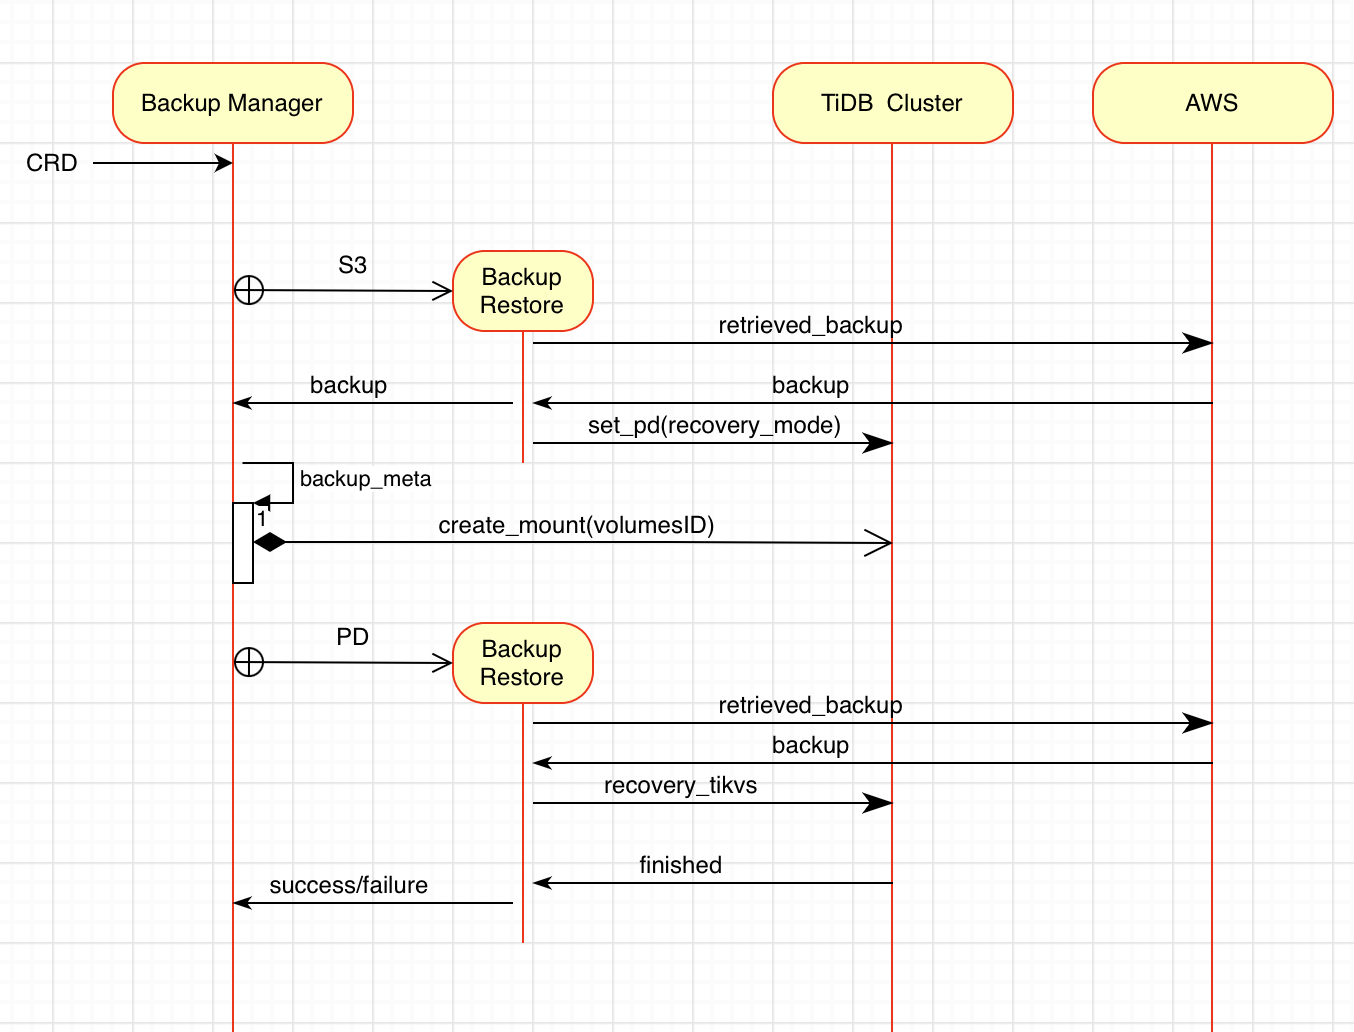 Backup Manager
TiDB  Cluster
AWS
CRD
S3
Backup
Restore
retrieved_backup
backup
backup
set_pd(recovery_mode)
backup_meta
1
create_mount(volumesID)
PD
Backup
Restore
retrieved_backup
backup
recovery_tikvs
finished
success/failure